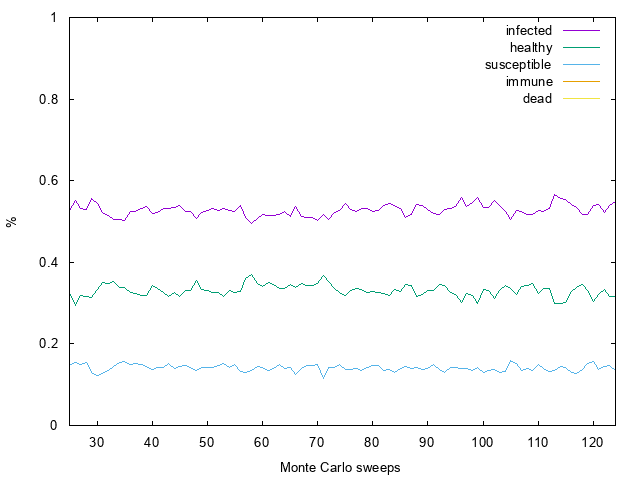 1
0.8
0.6
0.4
0.2
0
%
infected
healthy
susceptible
immune
dead
30 40 50 60 70 80 90 100 110 120
Monte Carlo sweeps